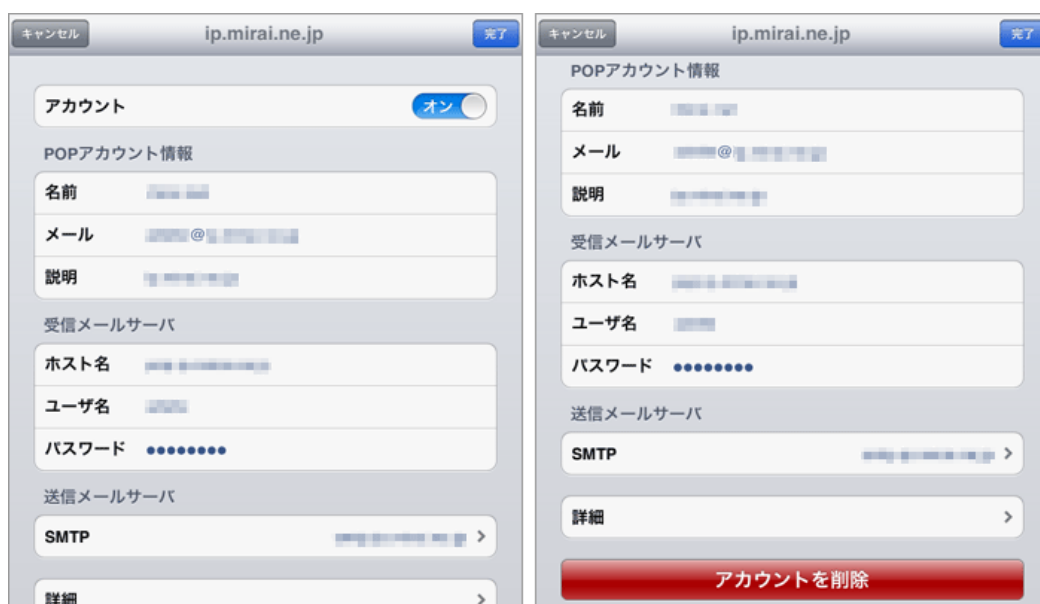 キャンセル ip.mirai.ne.jp 完了
アカウント オン
POPアカウント情報
名前
メール @
説明
受信メールサーバ
ホスト名
ユーザ名
パスワード ●●●●●●●●
送信メールサーバ
SMTP >
詳細 >
キャンセル ip.mirai.ne.jp 完了
POPアカウント情報
名前
メール @
説明
受信メールサーバ
ホスト名
ユーザ名
パスワード ●●●●●●●●
送信メールサーバ
SMTP >
詳細 >
アカウントを削除